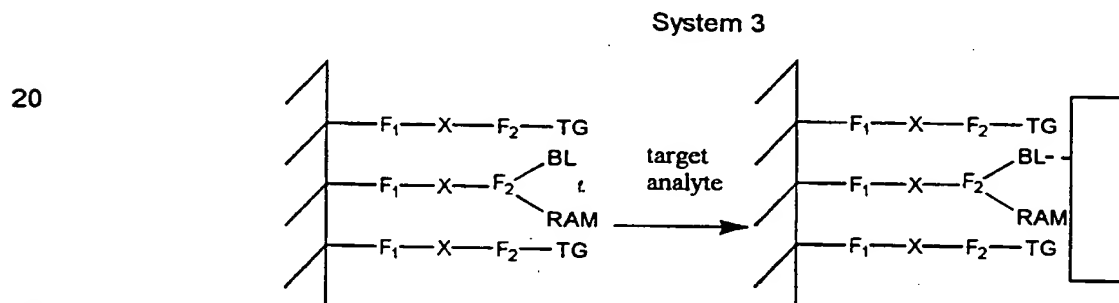 System 3
20
F₁—X—F₂—TG F₁—X—F₂—TG
BL target BL
F₁—X—F₂ analyte F₁—X—F₂
RAM RAM
F₁—X—F₂—TG F₁—X—F₂—TG